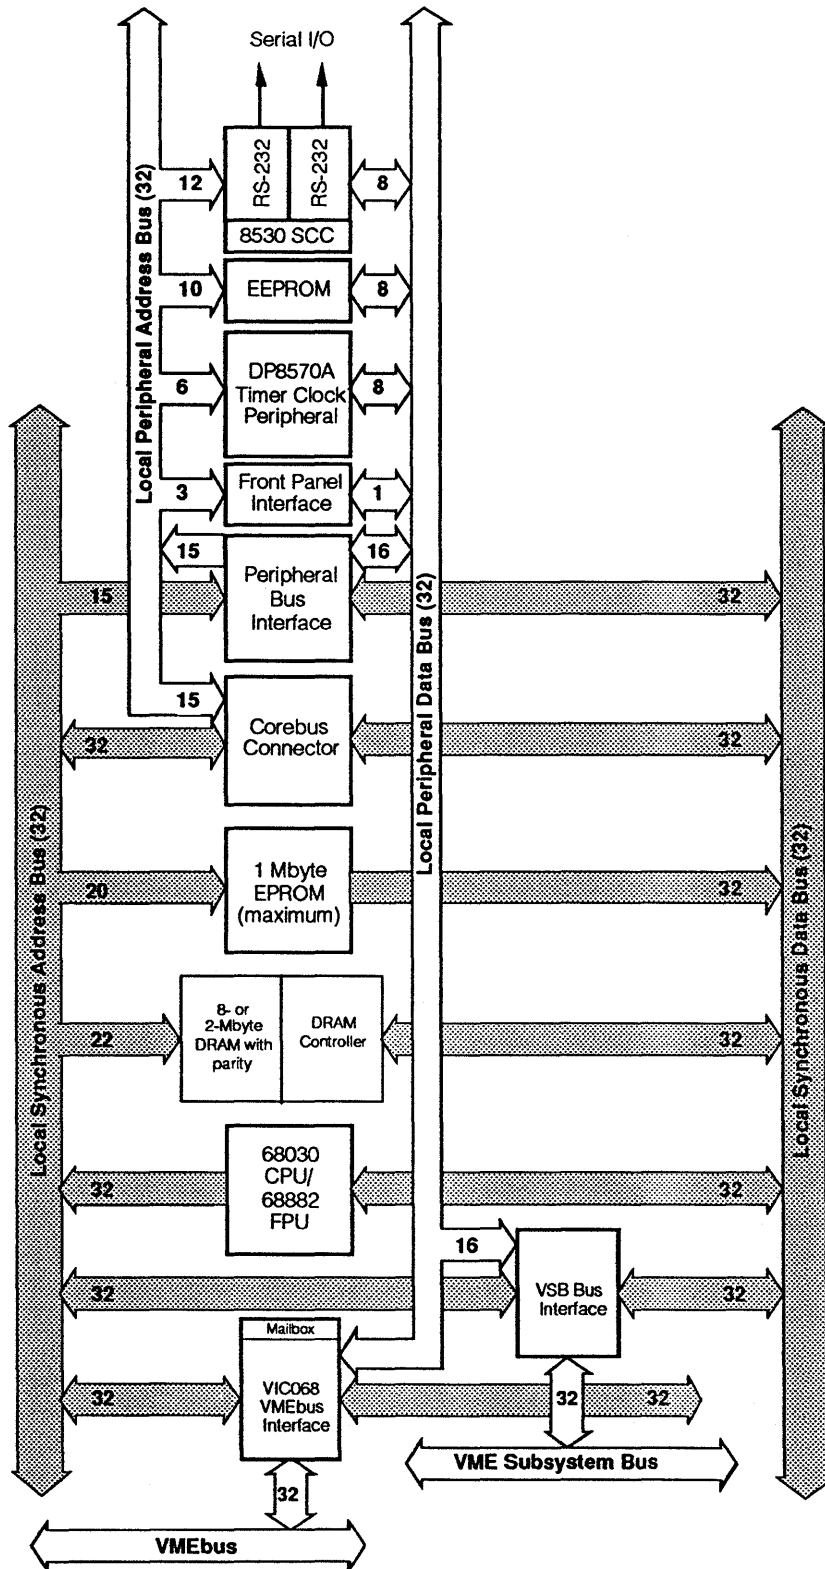 Serial I/O
Local Peripheral Address Bus (32)
12
RS-232
RS-232
8
8530 SCC
10
EEPROM
8
6
DP8570A
Timer Clock
Peripheral
8
3
Front Panel
Interface
1
15
16
15
Peripheral
Bus
Interface
32
Local Peripheral Data Bus (32)
15
32
Corebus
Connector
32
Local Synchronous Address Bus (32)
Local Synchronous Data Bus (32)
20
1 Mbyte
EPROM
(maximum)
32
22
8- or
2-Mbyte
DRAM with
parity
DRAM
Controller
32
32
68030
CPU/
68882
FPU
32
16
32
VSB Bus
Interface
32
Mailbox
32
VIC068
VMEbus
Interface
32
32
VME Subsystem Bus
32
VMEbus